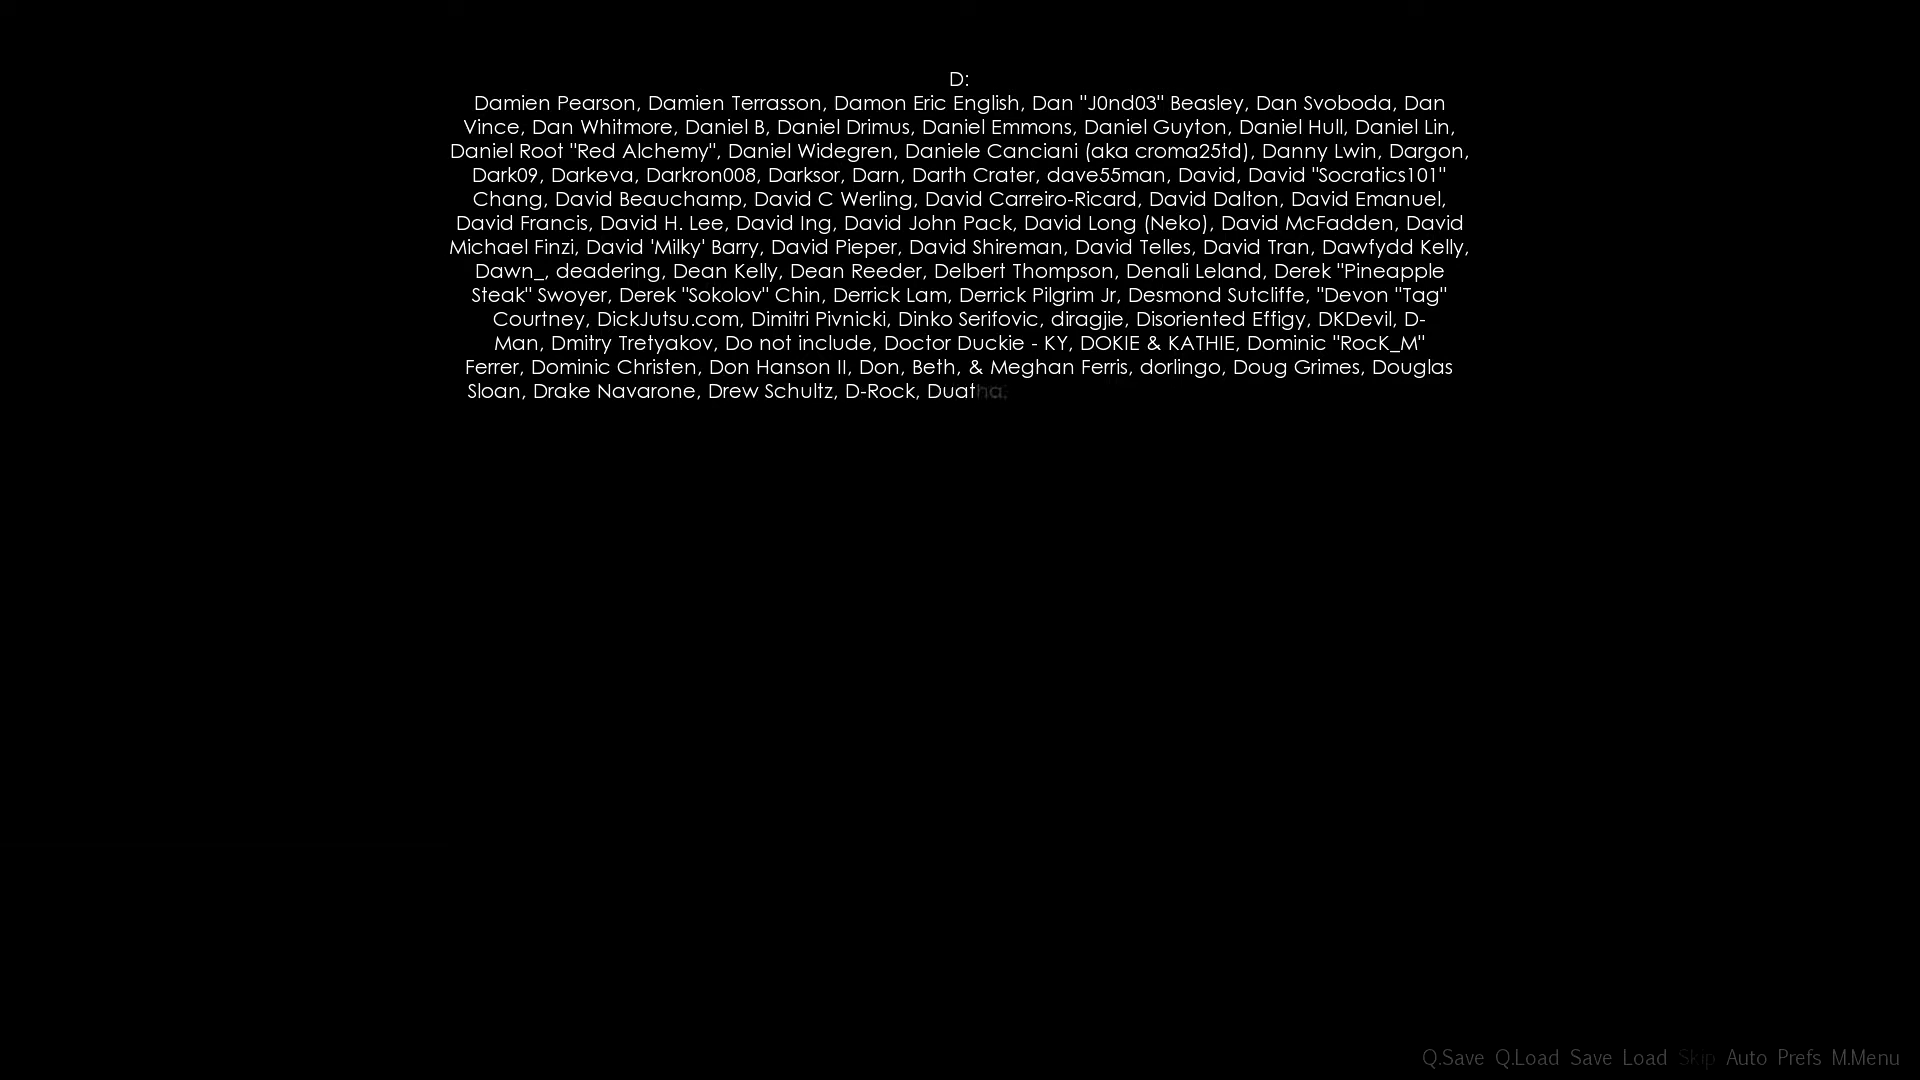 D:
Damien Pearson, Damien Terrasson, Damon Eric English, Dan "J0nd03" Beasley, Dan Svoboda, Dan
Vince, Dan Whitmore, Daniel B, Daniel Drimus, Daniel Emmons, Daniel Guyton, Daniel Hull, Daniel Lin,
Daniel Root "Red Alchemy", Daniel Widegren, Daniele Canciani (aka croma25td), Danny Lwin, Dargon,
Dark09, Darkeva, Darkron008, Darksor, Darn, Darth Crater, dave55man, David, David "Socratics101"
Chang, David Beauchamp, David C Werling, David Carreiro-Ricard, David Dalton, David Emanuel,
David Francis, David H. Lee, David Ing, David John Pack, David Long (Neko), David McFadden, David
Michael Finzi, David 'Milky' Barry, David Pieper, David Shireman, David Telles, David Tran, Dawfydd Kelly,
Dawn_, deadering, Dean Kelly, Dean Reeder, Delbert Thompson, Denali Leland, Derek "Pineapple
Steak" Swoyer, Derek "Sokolov" Chin, Derrick Lam, Derrick Pilgrim Jr, Desmond Sutcliffe, "Devon "Tag"
Courtney, DickJutsu.com, Dimitri Pivnicki, Dinko Serifovic, diragjie, Disoriented Effigy, DKDevil, D-
Man, Dmitry Tretyakov, Do not include, Doctor Duckie - KY, DOKIE & KATHIE, Dominic "RocK_M"
Ferrer, Dominic Christen, Don Hanson II, Don, Beth, & Meghan Ferris, dorlingo, Doug Grimes, Douglas
Sloan, Drake Navarone, Drew Schultz, D-Rock,
Q.Save Q.Load Save Load Skip Auto Prefs M.Menu